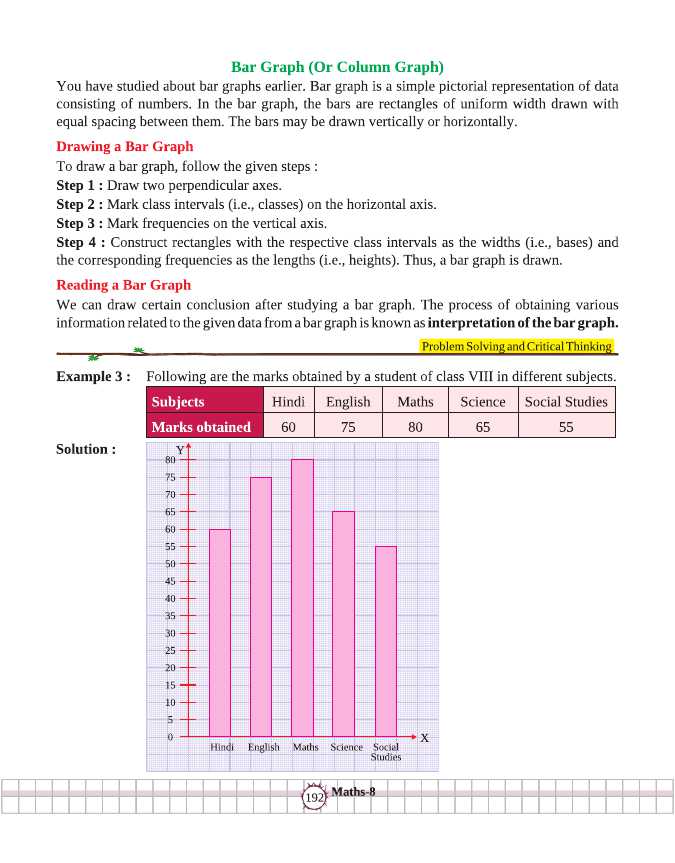 Bar Graph (Or Column Graph)
You have studied about bar graphs earlier. Bar graph is a simple pictorial representation of data
consisting of numbers. In the bar graph, the bars are rectangles of uniform width drawn with
equal spacing between them. The bars may be drawn vertically or horizontally.
Drawing a Bar Graph
To draw a bar graph, follow the given steps :
Step 1 : Draw two perpendicular axes.
Step 2 : Mark class intervals (i.e., classes) on the horizontal axis.
Step 3 : Mark frequencies on the vertical axis.
Step 4 : Construct rectangles with the respective class intervals as the widths (i.e., bases) and
the corresponding frequencies as the lengths (i.e., heights). Thus, a bar graph is drawn.
Reading a Bar Graph
We can draw certain conclusion after studying a bar graph. The process of obtaining various
information related to the given data from a bar graph is known as interpretation of the bar graph.
Problem Solving and Critical Thinking
Example 3 : Following are the marks obtained by a student of class VIII in different subjects.
Subjects Hindi English Maths Science Social Studies
Marks obtained 60 75 80 65 55
Solution :
Y
80
75
70
65
60
55
50
45
40
35
30
25
20
15
10
5
0
X
Hindi English Maths Science Social
Studies
192 Maths-8